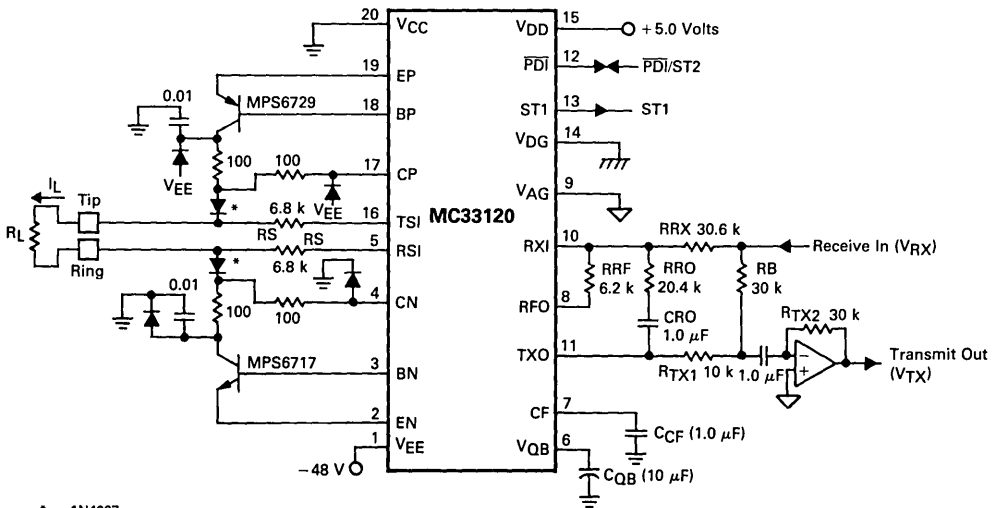 20
VCC
VDD
15
+5.0 Volts
PDI
12
PDI/ST2
19
EP
0.01
MPS6729
18
BP
ST1
13
ST1
VDG
14
100
100
17
CP
VEE
VEE
VAG
9
IL
Tip
*
6.8 k
16
TSI
MC33120
RL
RS
RS
5
RSI
RXI
10
RRX 30.6 k
Receive In (VRX)
Ring
*
6.8 k
RRF
6.2 k
RRO
20.4 k
RB
30 k
0.01
4
CN
RFO
8
100
100
CRO
1.0 µF
RTX2 30 k
TXO
11
RTX1
10 k
1.0 µF
−
+
Transmit Out
(VTX)
MPS6717
3
BN
CF
7
2
EN
CCF (1.0 µF)
1
VEE
VQB
6
−48 V
CQB (10 µF)